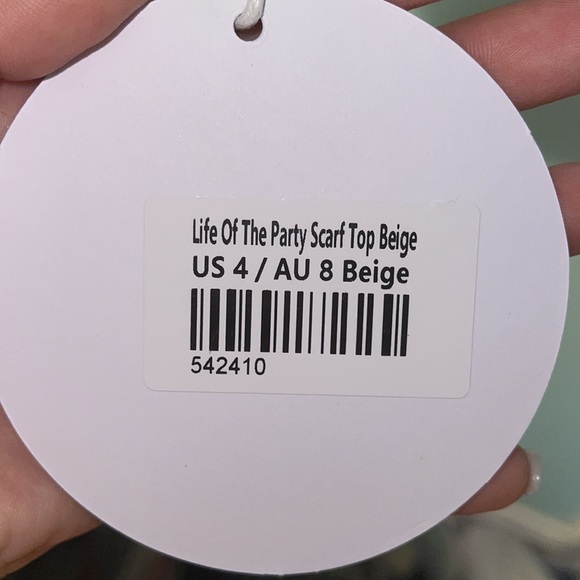 Life Of The Party Scarf Top Beige
US 4 / AU 8 Beige
542410